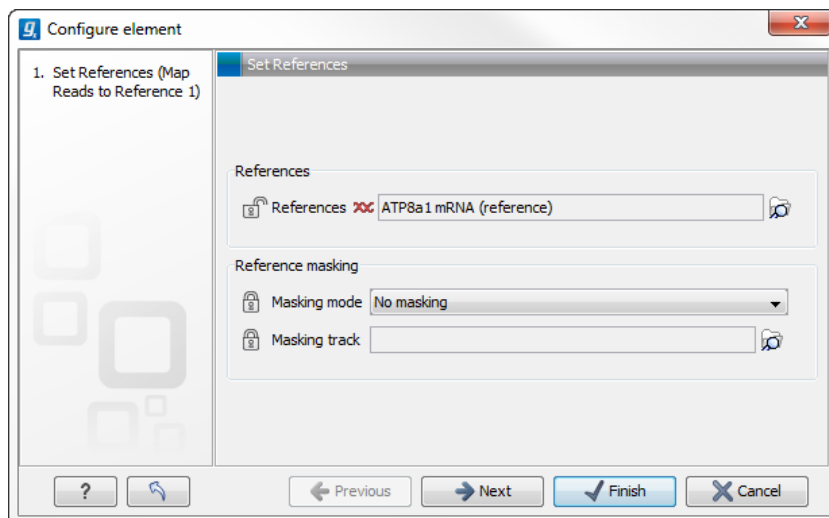 Configure element
1. Set References (Map
Reads to Reference 1)
Set References
References
References ATP8a1 mRNA (reference)
Reference masking
Masking mode No masking
Masking track
? Previous Next Finish Cancel